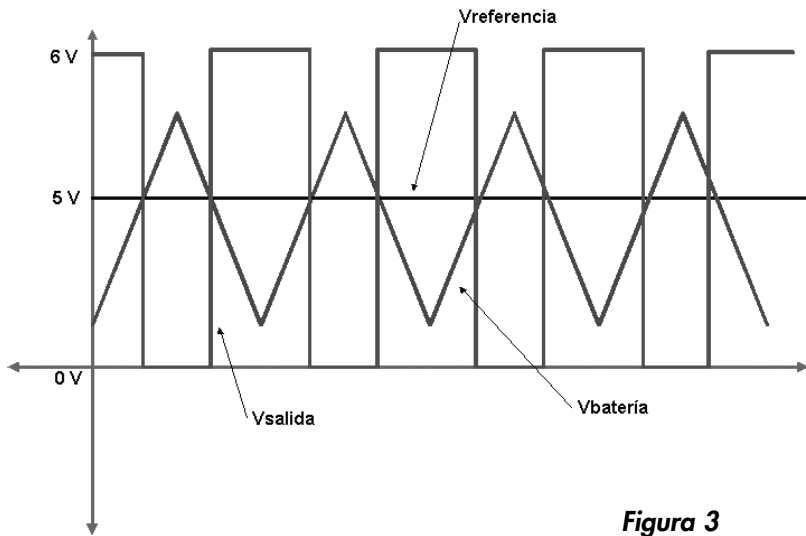 Vreferencia
6 V
5 V
0 V
Vsalida
Vbatería
Figura 3